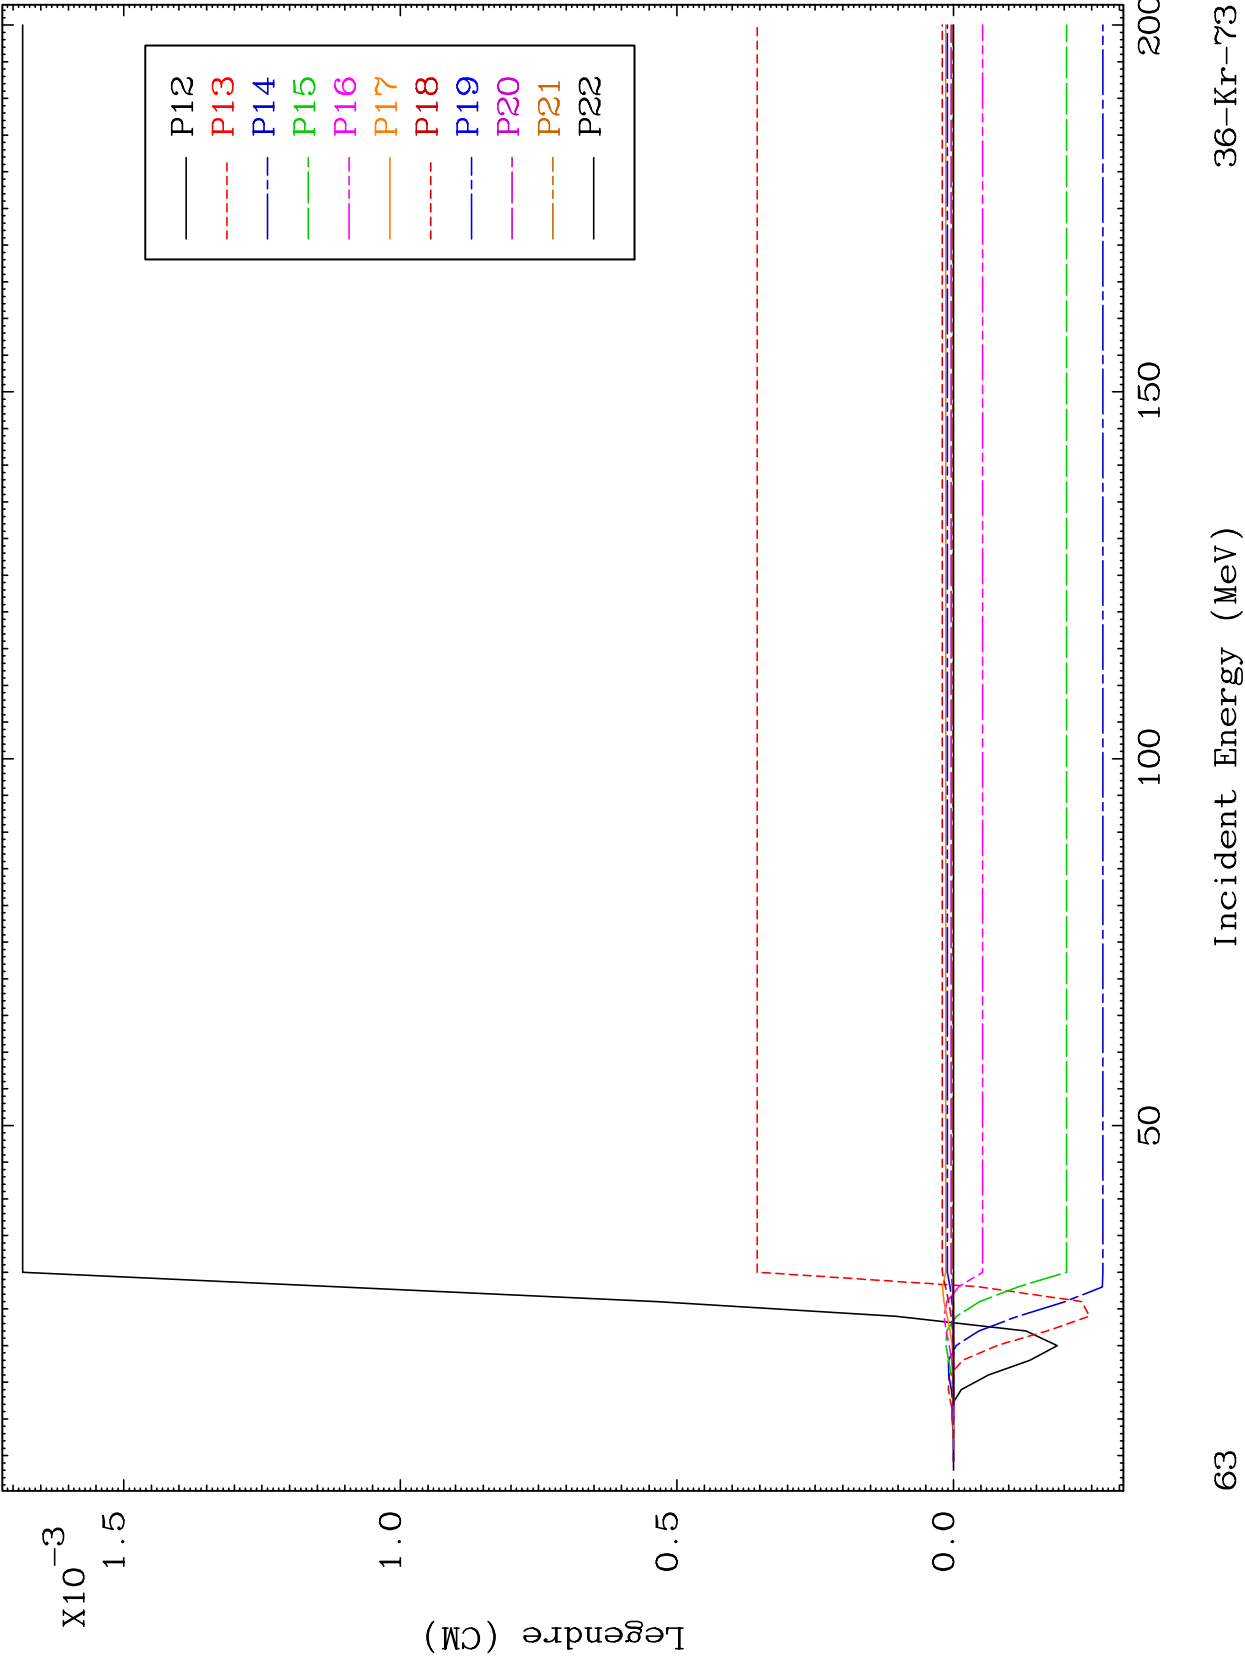 X10-3
Legendre (CM)
1.5
1.0
0.5
0.0
P12
P13
P14
P15
P16
P17
P18
P19
P20
P21
P22
50
100
150
200
Incident Energy (MeV)
63
36-Kr-73